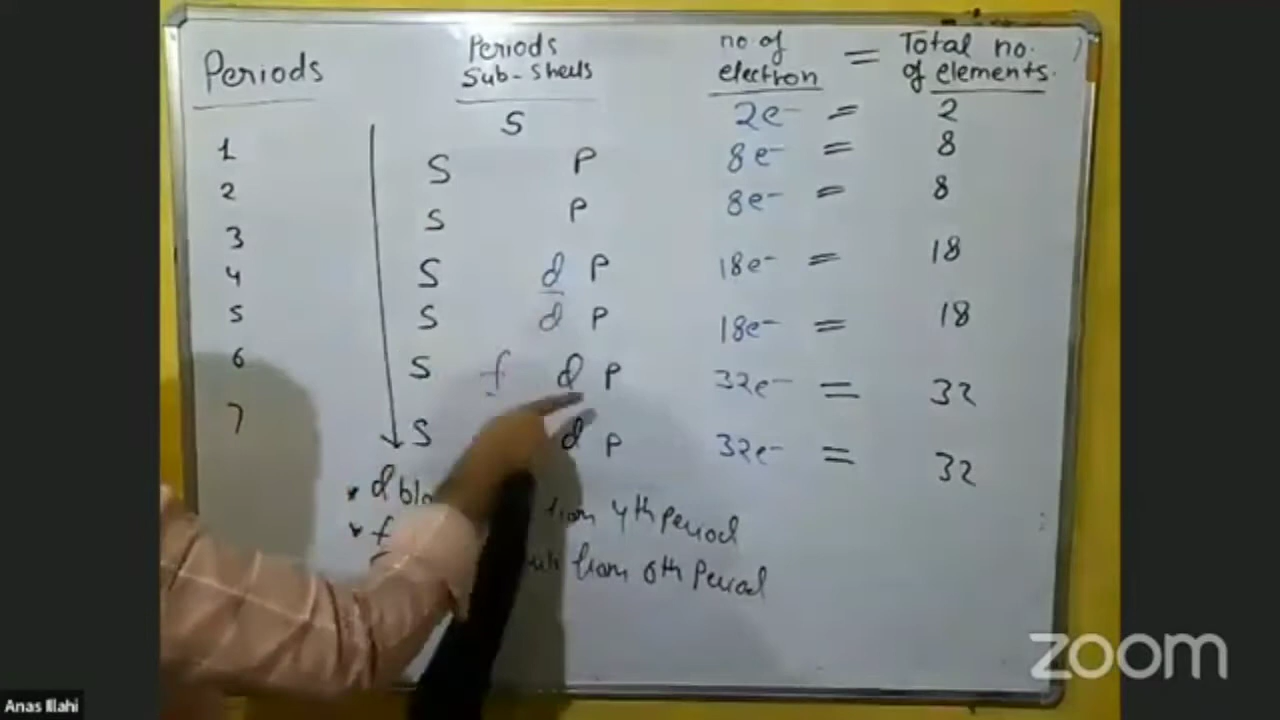 Periods Periods no. of = Total no.
Sub-Shells electron of elements.
1 S 2e- = 2
2 S P 8e- = 8
3 S P 8e- = 8
4 S d P 18e- = 18
5 S d P 18e- = 18
6 S f d P 32e- = 32
7 S d P 32e- = 32
d from 4th period
f from 6th Period
zoom
Anas Illahi